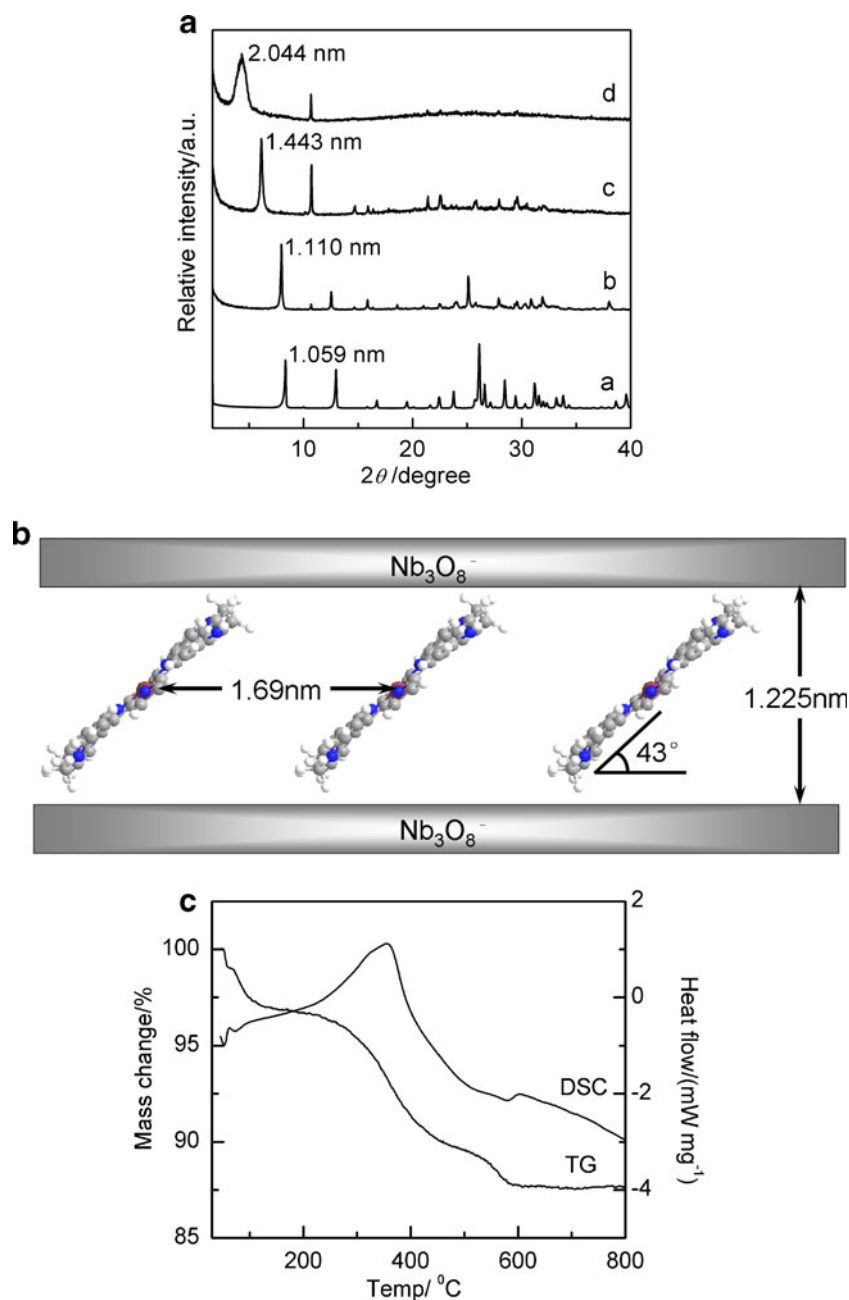 a
2.044 nm
d
1.443 nm
c
1.110 nm
b
1.059 nm
a
Relative intensity/a.u.
10 20 30 40
2θ /degree
b
Nb₃O₈⁻
1.69nm
1.225nm
43°
Nb₃O₈⁻
c
100
95
90
85
Mass change/%
2
0
−2
−4
Heat flow/(mW mg⁻¹)
DSC
TG
200 400 600 800
Temp/ ⁰C